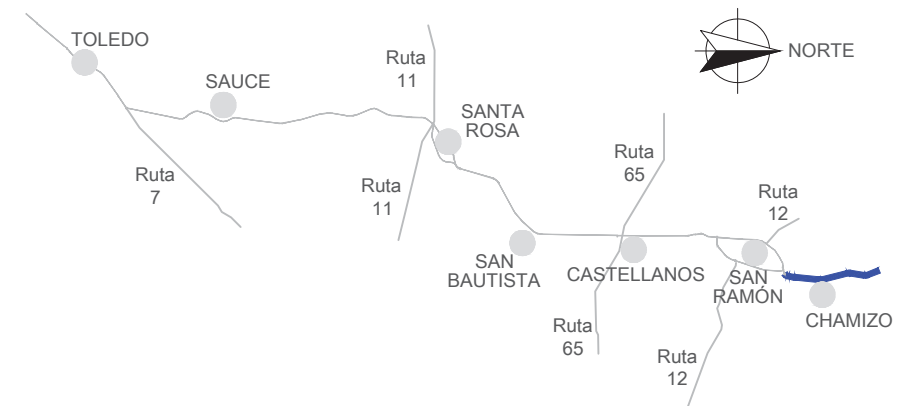 TOLEDO
SAUCE
Ruta
11
SANTA
ROSA
NORTE
Ruta
7
Ruta
11
Ruta
65
Ruta
12
SAN
BAUTISTA
CASTELLANOS
SAN
RAMÓN
CHAMIZO
Ruta
65
Ruta
12